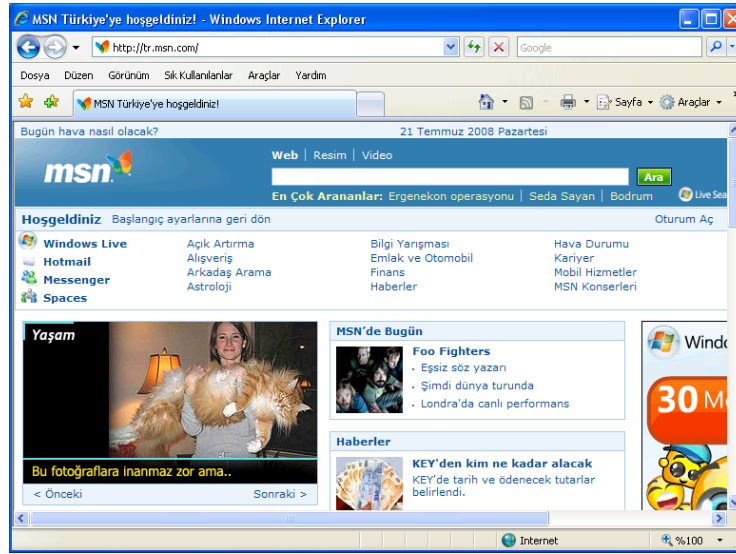 MSN Türkiye'ye hoşgeldiniz! - Windows Internet Explorer
http://tr.msn.com/
Google
Dosya Düzen Görünüm Sık Kullanılanlar Araçlar Yardım
MSN Türkiye'ye hoşgeldiniz!
Sayfa Araçlar
Bugün hava nasıl olacak? 21 Temmuz 2008 Pazartesi
msn
Web | Resim | Video
Ara
En Çok Arananlar: Ergenekon operasyonu | Seda Sayan | Bodrum
Live Sea
Hoşgeldiniz Başlangıç ayarlarına geri dön Oturum Aç
Windows Live Açık Artırma Bilgi Yarışması Hava Durumu
Hotmail Alışveriş Emlak ve Otomobil Kariyer
Messenger Arkadaş Arama Finans Mobil Hizmetler
Spaces Astroloji Haberler MSN Konserleri
Yaşam
Bu fotoğraflara inanmaz zor ama..
< Önceki Sonraki >
MSN'de Bugün
Foo Fighters
· Eşsiz söz yazarı
· Şimdi dünya turunda
· Londra'da canlı performans
Haberler
KEY'den kim ne kadar alacak
KEY'de tarih ve ödenecek tutarlar
belirlendi.
Windo
30 M
Internet %100